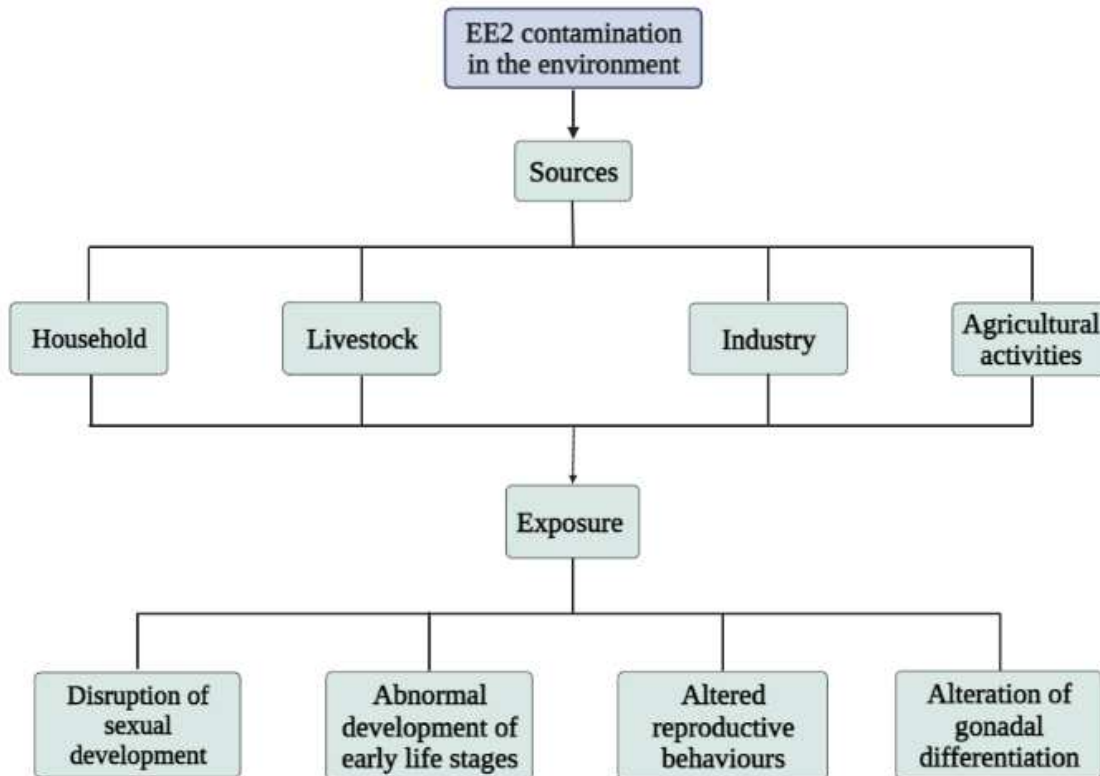 EE2 contamination
in the environment
Sources
Household
Livestock
Industry
Agricultural
activities
Exposure
Disruption of
sexual
development
Abnormal
development of
early life stages
Altered
reproductive
behaviours
Alteration of
gonadal
differentiation